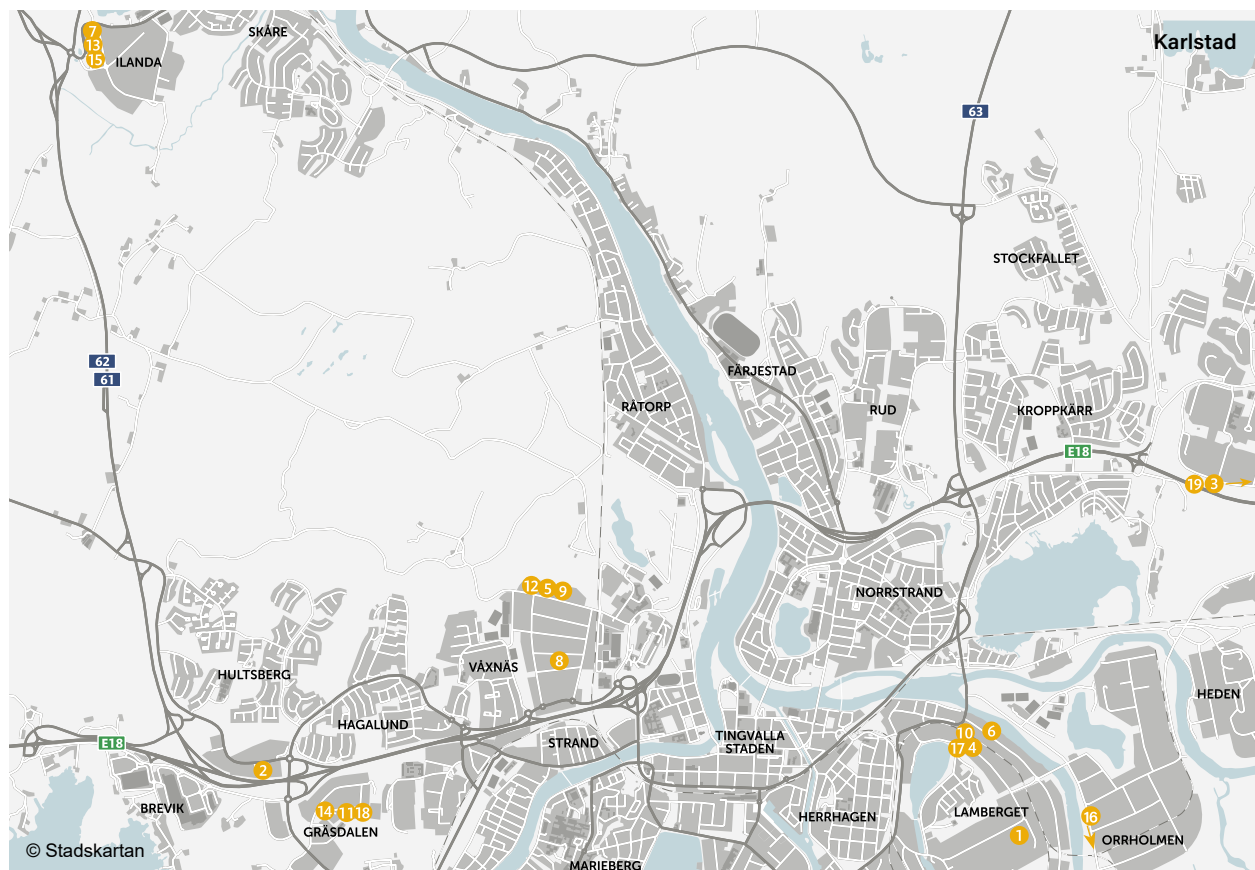 Karlstad
SKÅRE
7
13
15
ILANDA
63
STOCKFALLET
62
61
FÄRJESTAD
RÅTORP
RUD
KROPPKÄRR
E18
19
3
12
5
9
NORRSTRAND
8
VÅXNÄS
HULTSBERG
HAGALUND
HEDEN
E18
STRAND
TINGVALLA
STADEN
10
6
17
4
2
BREVIK
14
11
18
GRÄSDALEN
HERRHAGEN
LAMBERGET
16
1
ORRHOLMEN
MARIEBERG
© Stadskartan